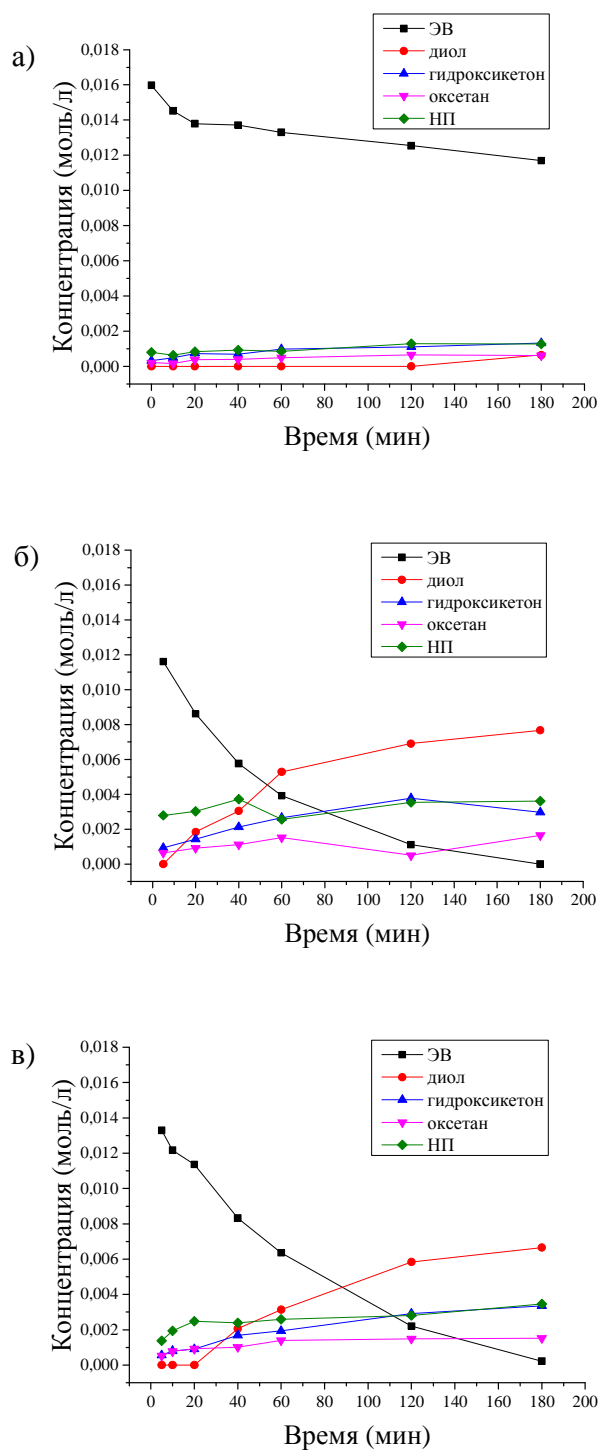 а)
ЭВ
диол
гидроксикетон
оксетан
НП
Концентрация (моль/л)
0,018
0,016
0,014
0,012
0,010
0,008
0,006
0,004
0,002
0,000
0 20 40 60 80 100 120 140 160 180 200
Время (мин)
б)
ЭВ
диол
гидроксикетон
оксетан
НП
Концентрация (моль/л)
0,018
0,016
0,014
0,012
0,010
0,008
0,006
0,004
0,002
0,000
0 20 40 60 80 100 120 140 160 180 200
Время (мин)
в)
ЭВ
диол
гидроксикетон
оксетан
НП
Концентрация (моль/л)
0,018
0,016
0,014
0,012
0,010
0,008
0,006
0,004
0,002
0,000
0 20 40 60 80 100 120 140 160 180 200
Время (мин)